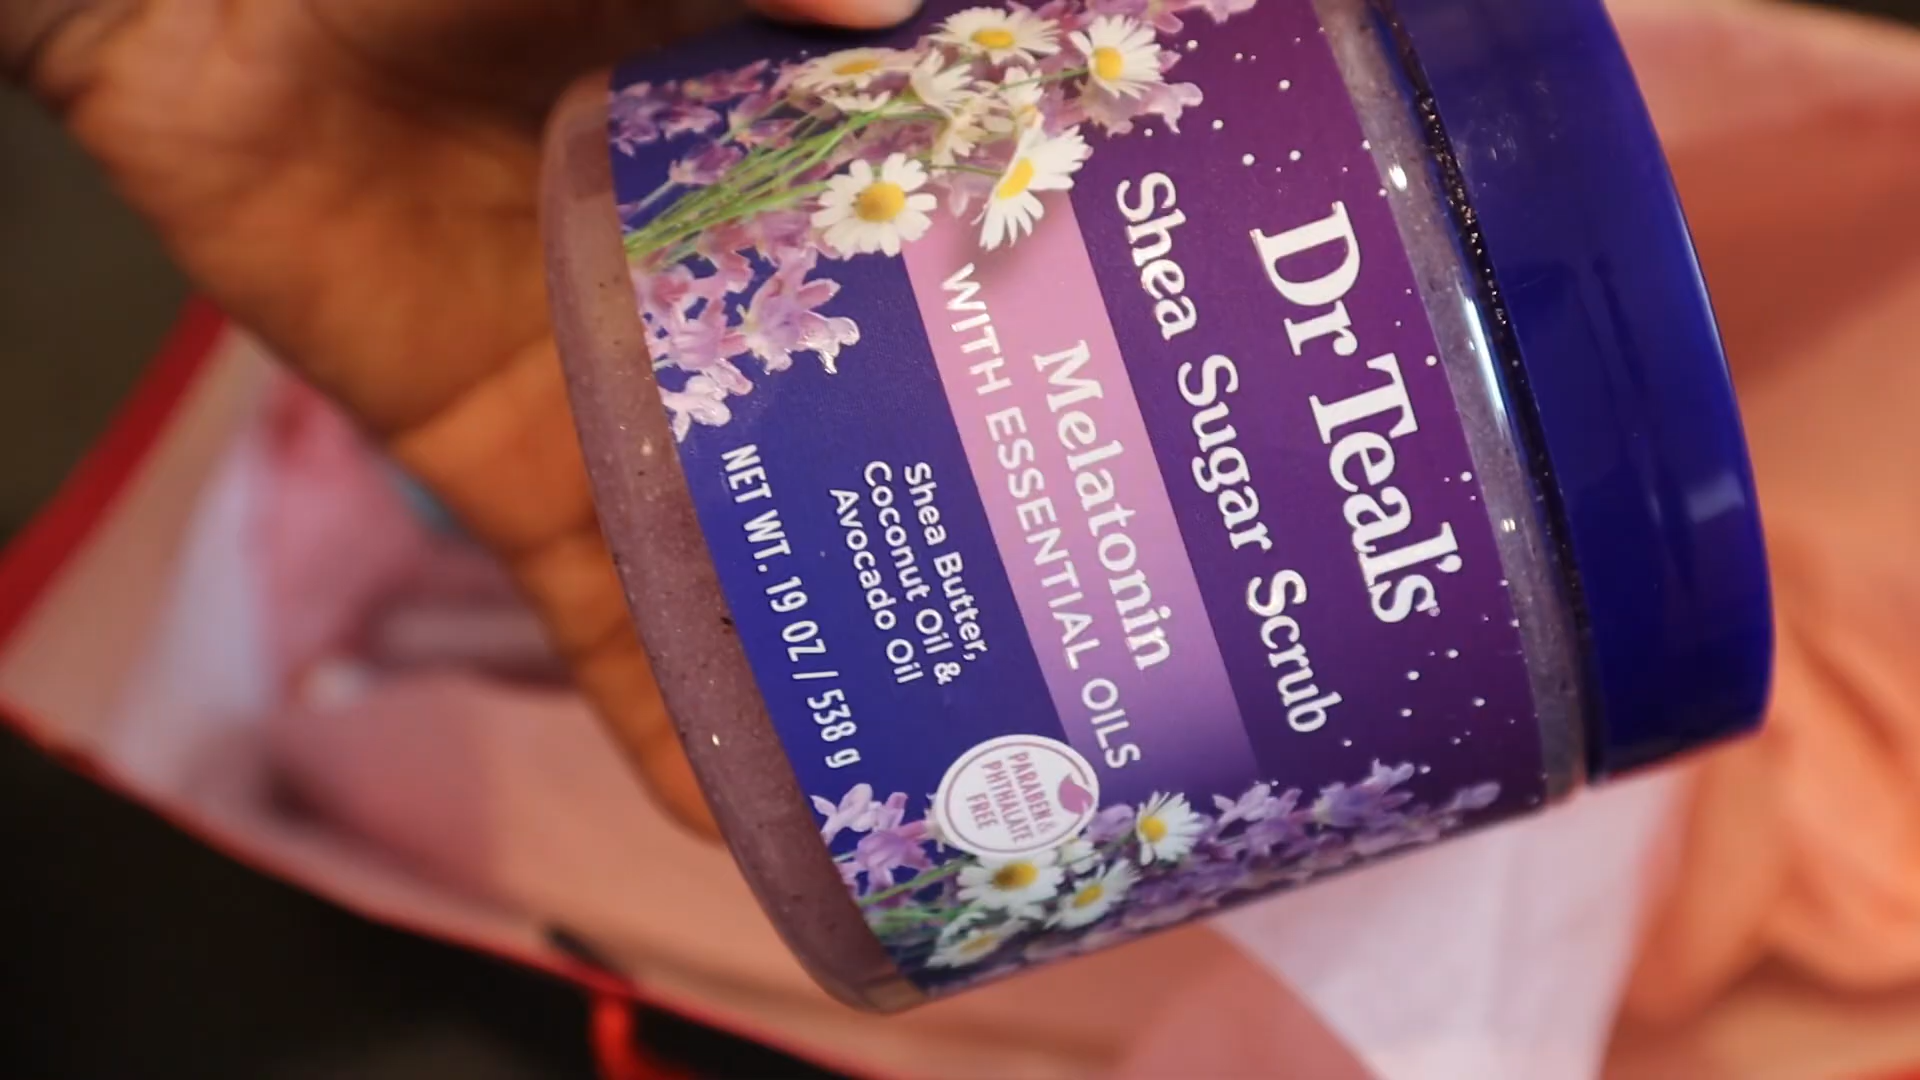 Dr Teal's
Shea Sugar Scrub
Melatonin
WITH ESSENTIAL OILS
Shea Butter,
Coconut Oil &
Avocado Oil
NET WT. 19 OZ / 538 g
PARABEN &
PHTHALATE
FREE